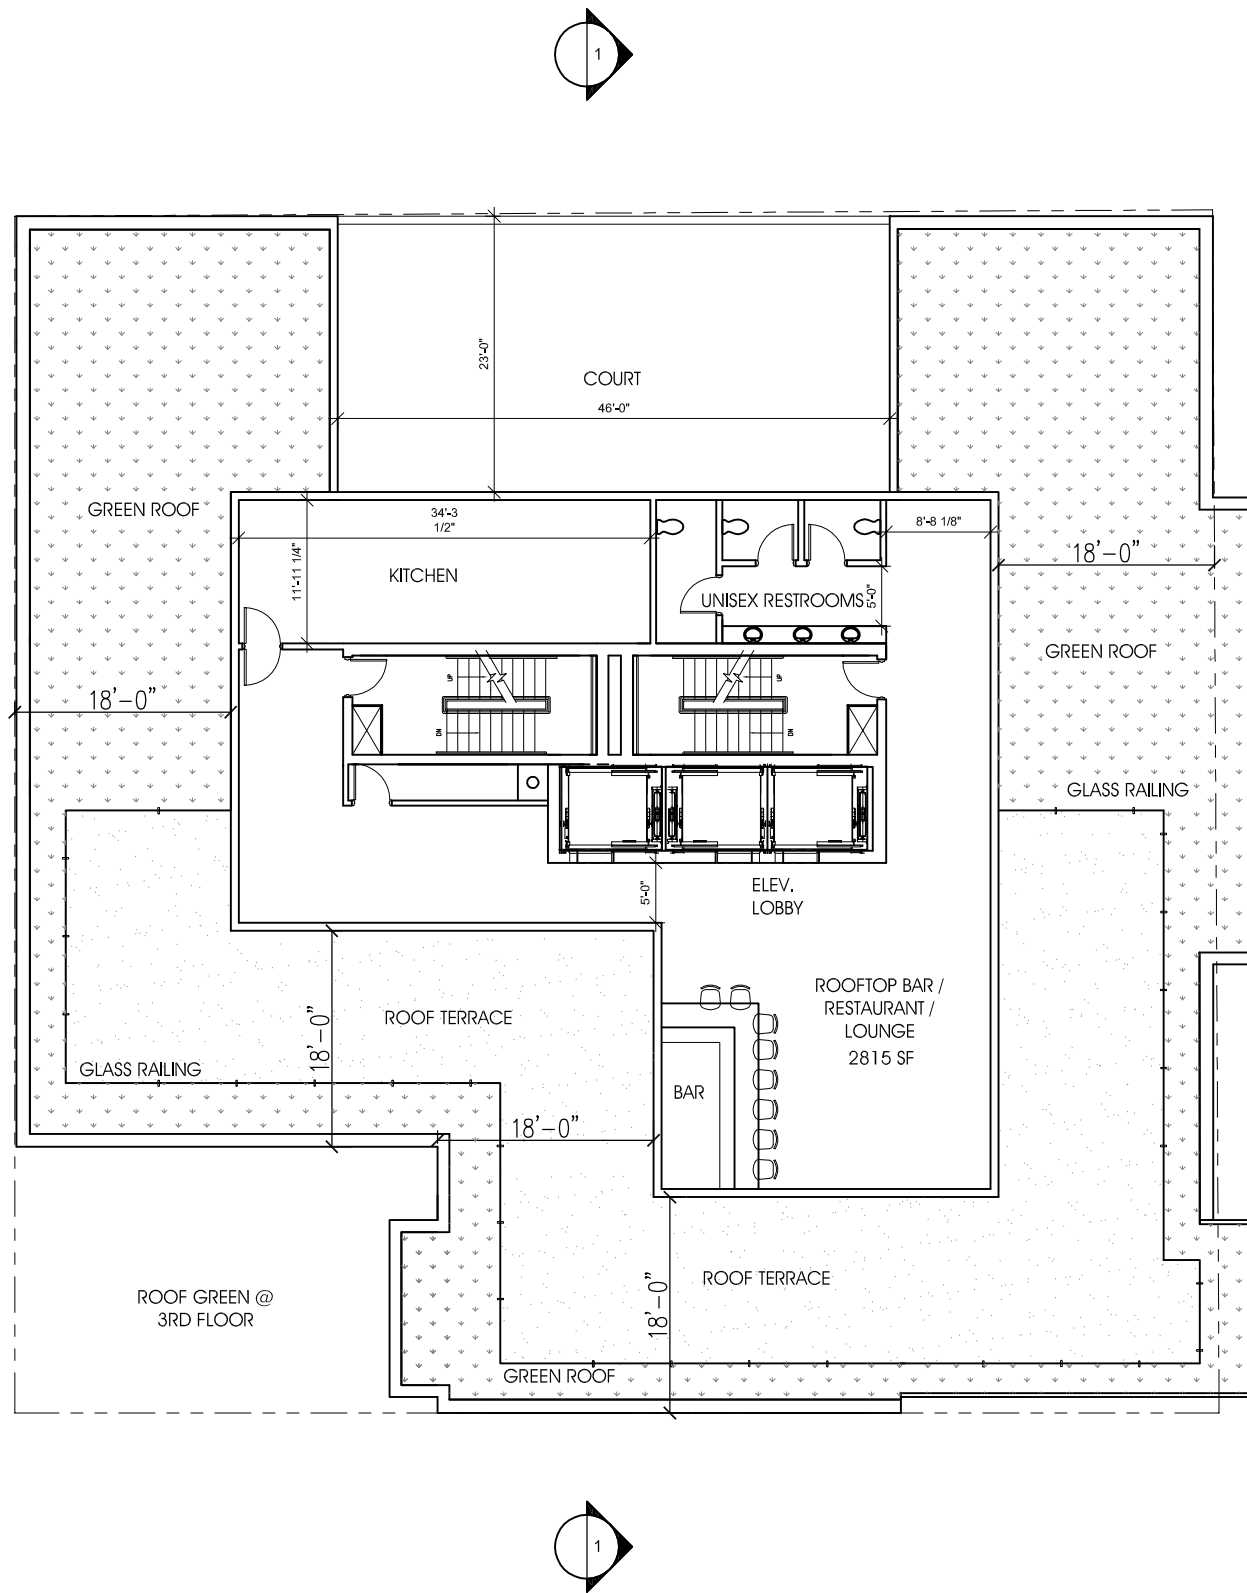 1
23'-0"
COURT
46'-0"
GREEN ROOF
34'-3
1/2"
8'-8 1/8"
18'-0"
11'-11 1/4"
KITCHEN
UNISEX RESTROOMS
5'-0"
GREEN ROOF
UP
UP
18'-0"
DN
DN
GLASS RAILING
5'-0"
ELEV.
LOBBY
ROOFTOP BAR /
RESTAURANT /
LOUNGE
2815 SF
ROOF TERRACE
18'-0"
GLASS RAILING
BAR
18'-0"
ROOF TERRACE
18'-0"
ROOF GREEN @
3RD FLOOR
GREEN ROOF
1